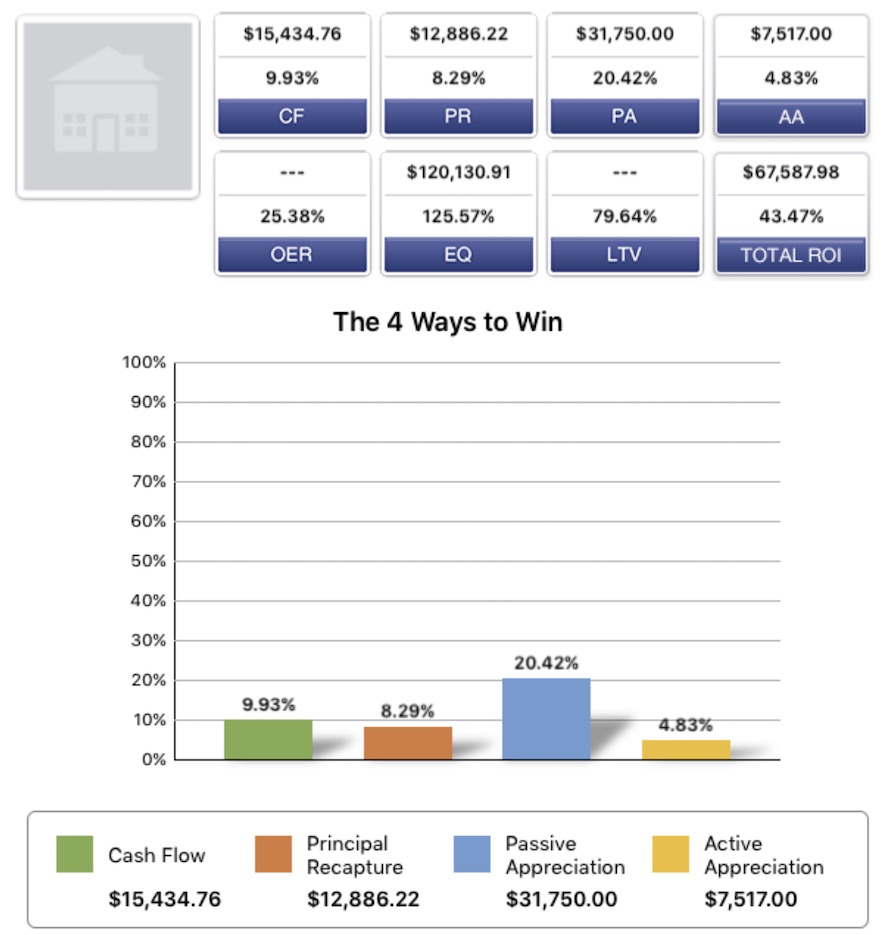 $15,434.76
9.93%
CF
$12,886.22
8.29%
PR
$31,750.00
20.42%
PA
$7,517.00
4.83%
AA
---
25.38%
OER
$120,130.91
125.57%
EQ
---
79.64%
LTV
$67,587.98
43.47%
TOTAL ROI
The 4 Ways to Win
100%
90%
80%
70%
60%
50%
40%
30%
20%
10%
0%
9.93%
8.29%
20.42%
4.83%
Cash Flow
$15,434.76
Principal
Recapture
$12,886.22
Passive
Appreciation
$31,750.00
Active
Appreciation
$7,517.00